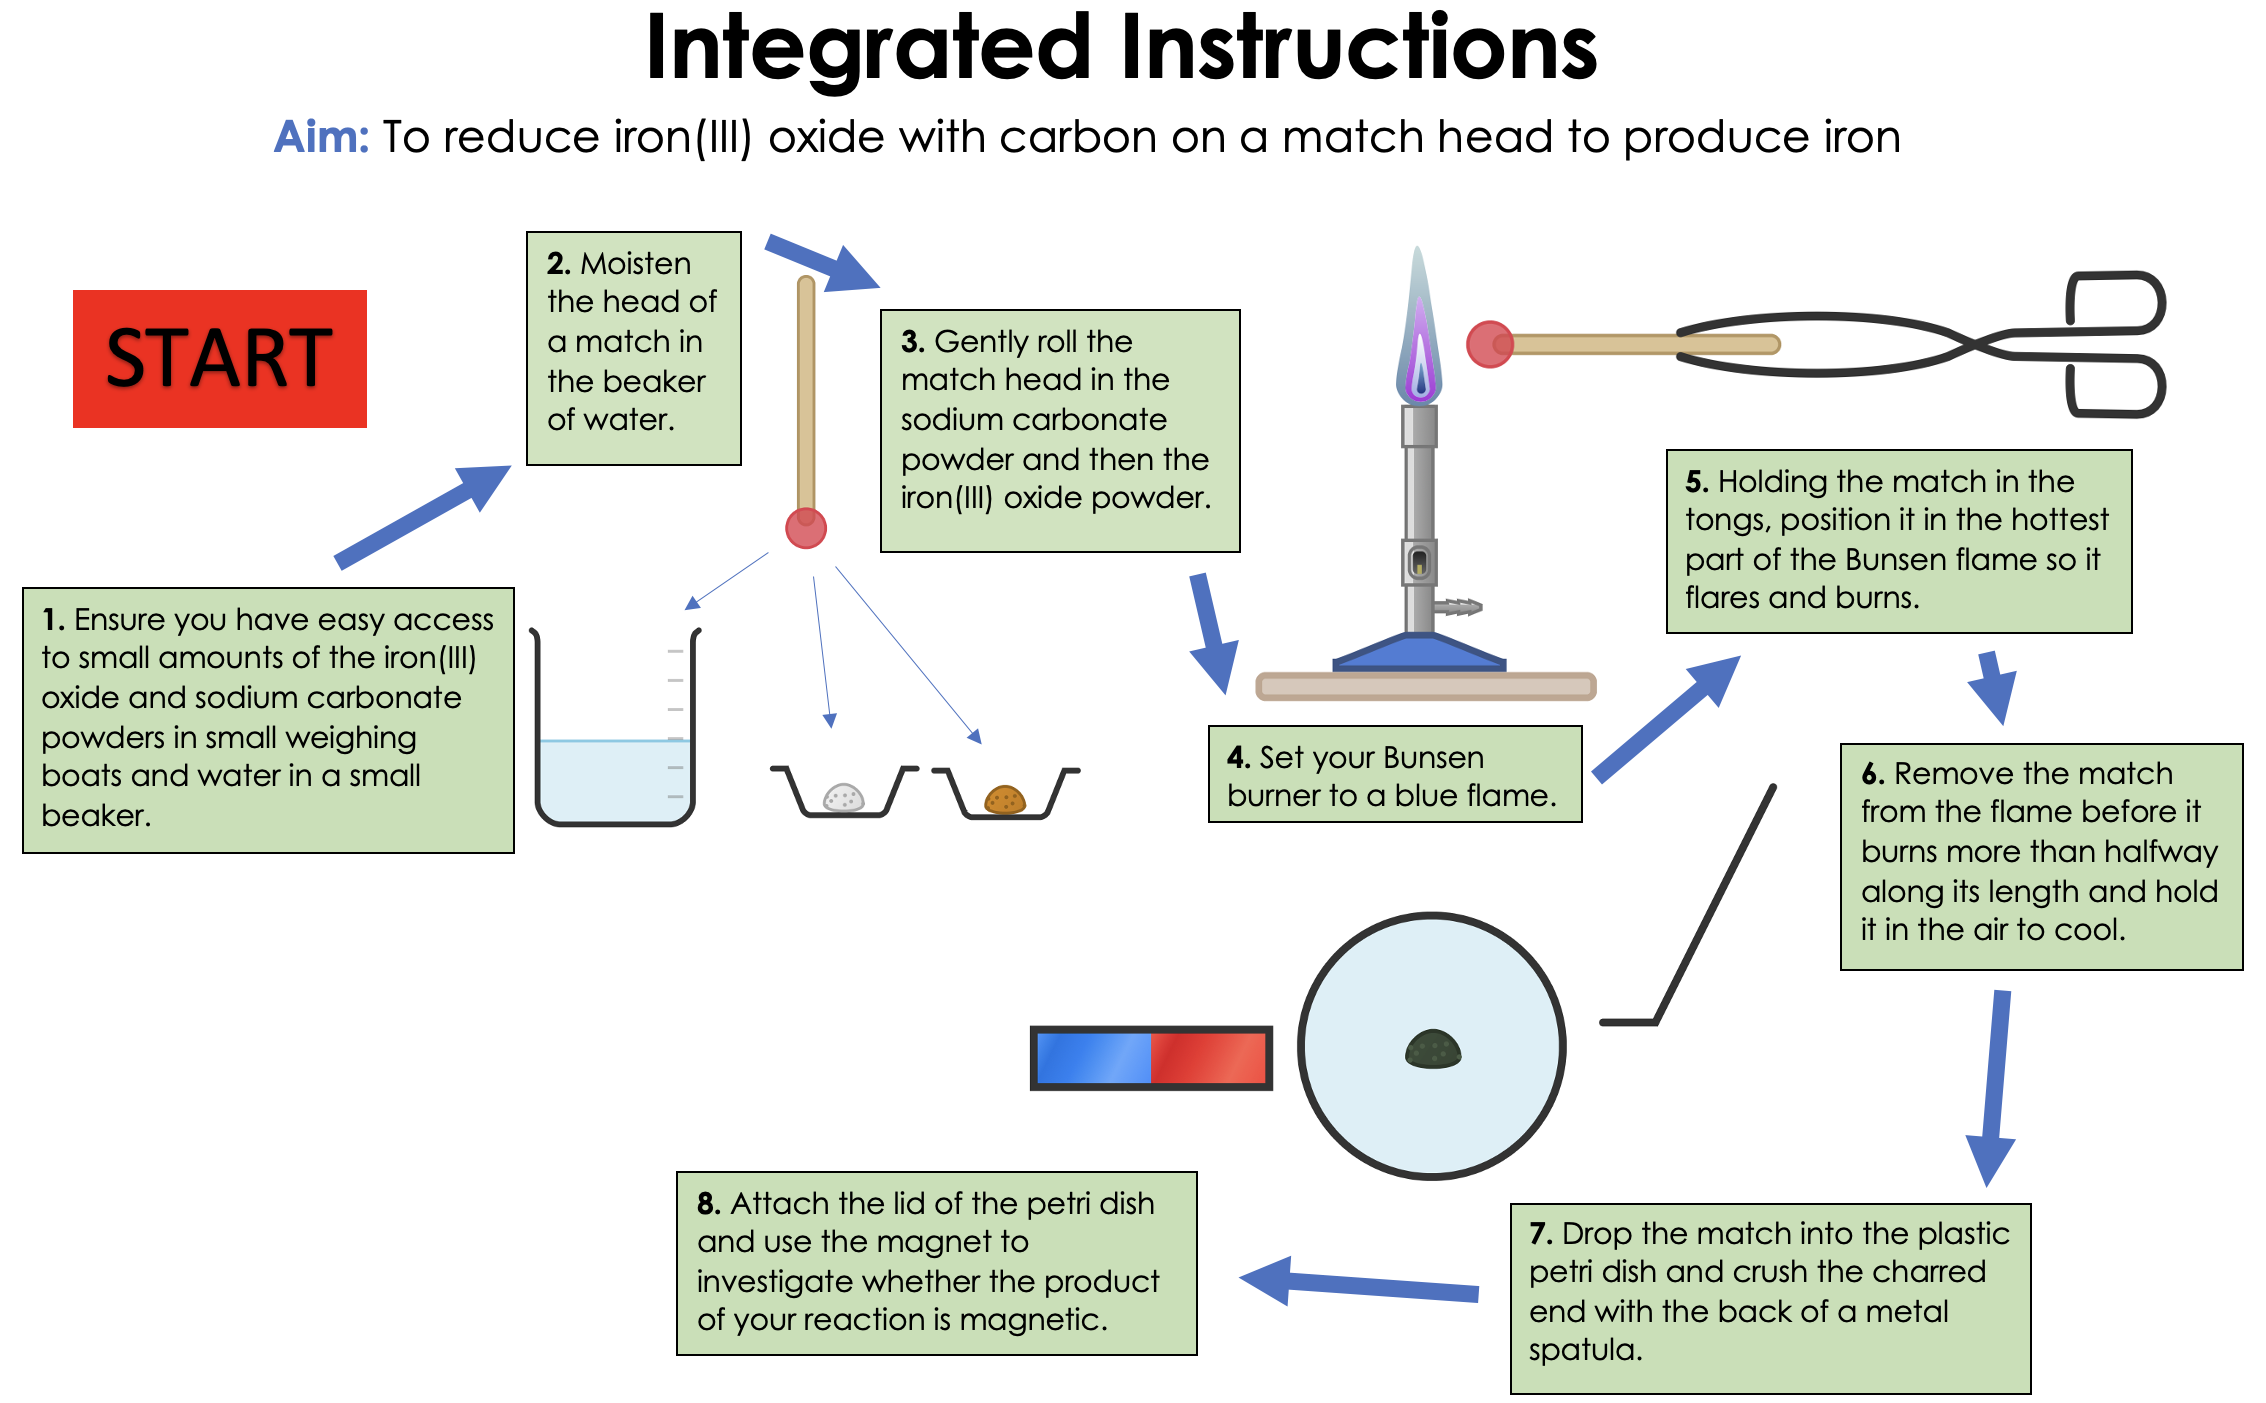 Integrated Instructions
Aim: To reduce iron(III) oxide with carbon on a match head to produce iron
START
1. Ensure you have easy access
to small amounts of the iron(III)
oxide and sodium carbonate
powders in small weighing
boats and water in a small
beaker.
2. Moisten
the head of
a match in
the beaker
of water.
3. Gently roll the
match head in the
sodium carbonate
powder and then the
iron(III) oxide powder.
4. Set your Bunsen
burner to a blue flame.
5. Holding the match in the
tongs, position it in the hottest
part of the Bunsen flame so it
flares and burns.
6. Remove the match
from the flame before it
burns more than halfway
along its length and hold
it in the air to cool.
7. Drop the match into the plastic
petri dish and crush the charred
end with the back of a metal
spatula.
8. Attach the lid of the petri dish
and use the magnet to
investigate whether the product
of your reaction is magnetic.